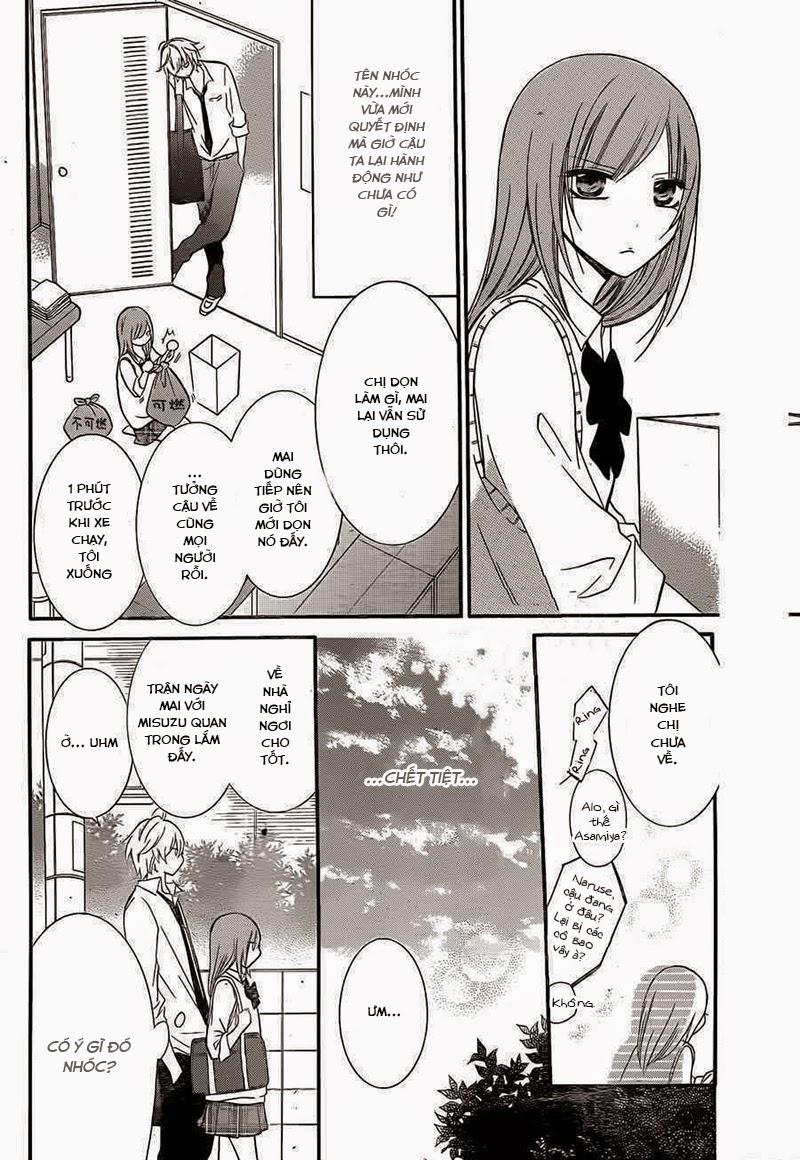 TÊN NHÓC
NÀY...MÌNH
VỪA MỚI
QUYẾT ĐỊNH
MÀ GIỜ CẬU
TA LẠI HÀNH
ĐỘNG NHƯ
CHƯA CÓ
GÌ!
CHỊ DỌN
LÀM GÌ, MAI
LẠI VẪN SỬ
DỤNG
THÔI.
MAI
DÙNG
TIẾP NÊN
GIỜ TÔI
MỚI DỌN
NÓ ĐẤY.
...
TƯỞNG
CẬU VỀ
CÙNG
MỌI
NGƯỜI
RỒI.
1 PHÚT
TRƯỚC
KHI XE
CHẠY,
TÔI
XUỐNG
可燃
不可燃
TÔI
NGHE
CHỊ
CHƯA
VỀ.
Ring
Ring
Alo, gì
thế
Asamiya?
Naruse,
cậu đang
ở đâu?
Lại bị các
cô bao
vây à?
Không
...CHẾT TIỆT...
ƯM...
VỀ
NHÀ
NGHỈ
NGƠI
CHO
TỐT.
TRẬN NGÀY
MAI VỚI
MISUZU QUAN
TRONG LẮM
ĐẤY.
Ờ... UHM
CÓ Ý GÌ ĐÓ
NHÓC?